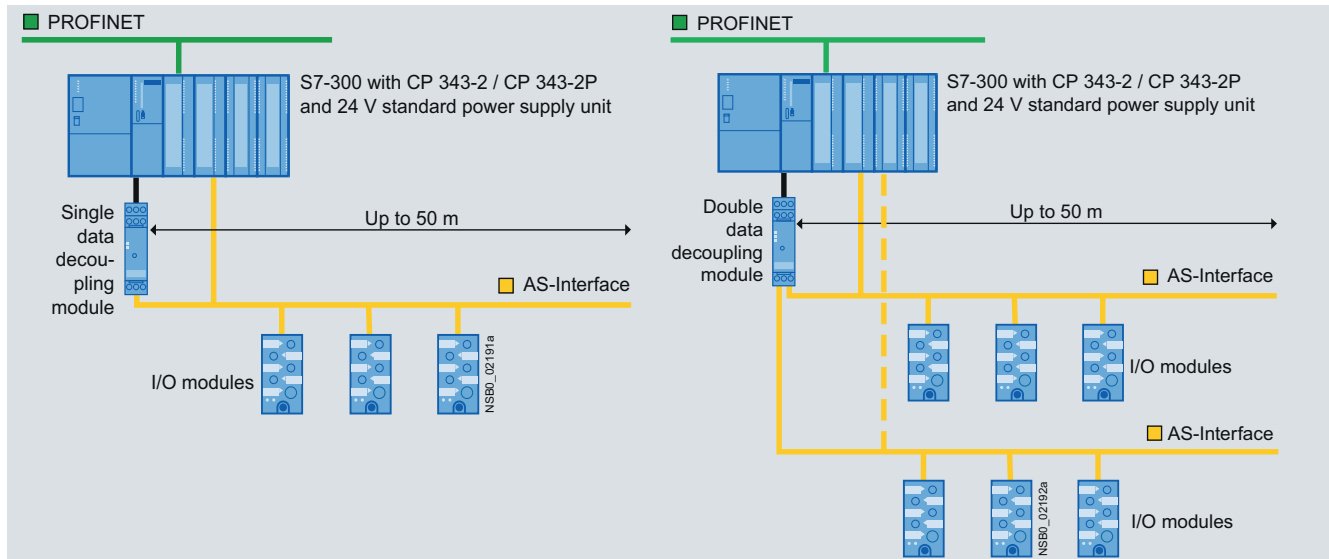 PROFINET
S7-300 with CP 343-2 / CP 343-2P
and 24 V standard power supply unit
Single
data
decou-
pling
module
Up to 50 m
AS-Interface
I/O modules
NSB0_02191a
PROFINET
S7-300 with CP 343-2 / CP 343-2P
and 24 V standard power supply unit
Double
data
decoupling
module
Up to 50 m
AS-Interface
I/O modules
AS-Interface
I/O modules
NSB0_02192a